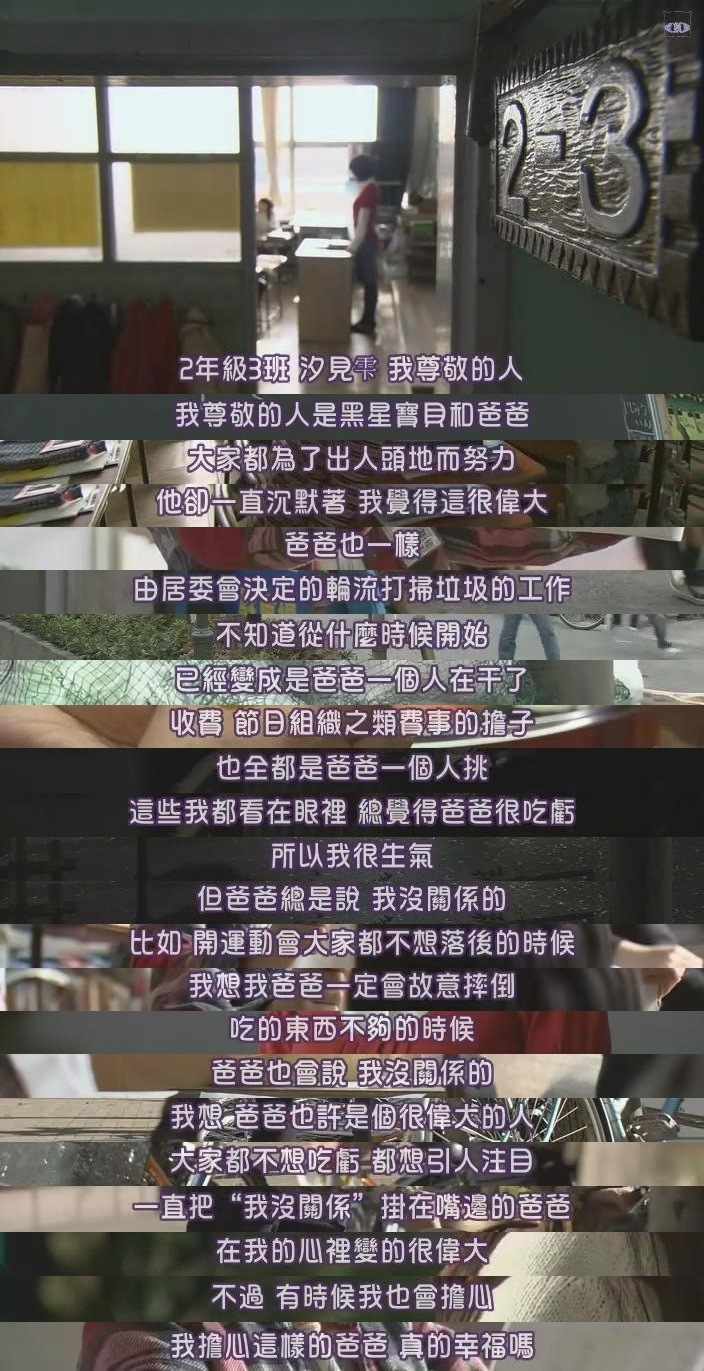 2-3
2年級3班 汐見雫 我尊敬的人
我尊敬的人是黑星寶貝和爸爸
大家都為了出人頭地而努力
他卻一直沉默著 我覺得這很偉大
爸爸也一樣
由居委會決定的輪流打掃垃圾的工作
不知道從什麼時候開始
已經變成是爸爸一個人在干了
收費 節日組織之類費事的擔子
也全都是爸爸一個人挑
這些我都看在眼裡 總覺得爸爸很吃虧
所以我很生氣
但爸爸總是說 我沒關係的
比如 開運動會大家都不想落後的時候
我想我爸爸一定會故意摔倒
吃的東西不夠的時候
爸爸也會說 我沒關係的
我想 爸爸也許是個很偉大的人
大家都不想吃虧 都想引人注目
一直把“我沒關係”掛在嘴邊的爸爸
在我的心裡變的很偉大
不過 有時候我也會擔心
我擔心這樣的爸爸 真的幸福嗎